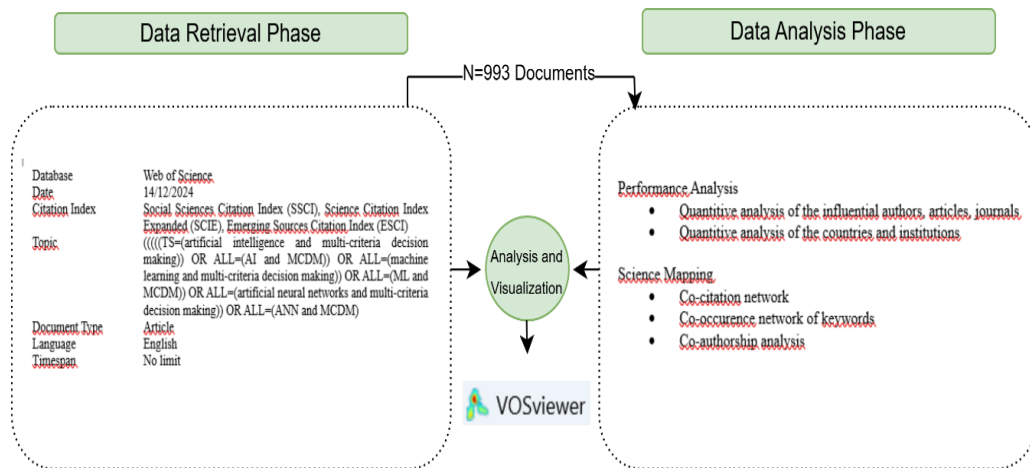 Data Retrieval Phase
Data Analysis Phase
N=993 Documents
Database Web of Science
Date 14/12/2024
Citation Index Social Sciences Citation Index (SSCI), Science Citation Index
Expanded (SCIE), Emerging Sources Citation Index (ESCI)
Topic (((((TS=(artificial intelligence and multi-criteria decision
making)) OR ALL=(AI and MCDM)) OR ALL=(machine
learning and multi-criteria decision making)) OR ALL=(ML and
MCDM)) OR ALL=(artificial neural networks and multi-criteria
decision making)) OR ALL=(ANN and MCDM)
Document Type Article
Language English
Timespan No limit
Analysis and
Visualization
VOSviewer
Performance Analysis
• Quantitive analysis of the influential authors, articles, journals
• Quantitive analysis of the countries and institutions
Science Mapping
• Co-citation network
• Co-occurence network of keywords
• Co-authorship analysis